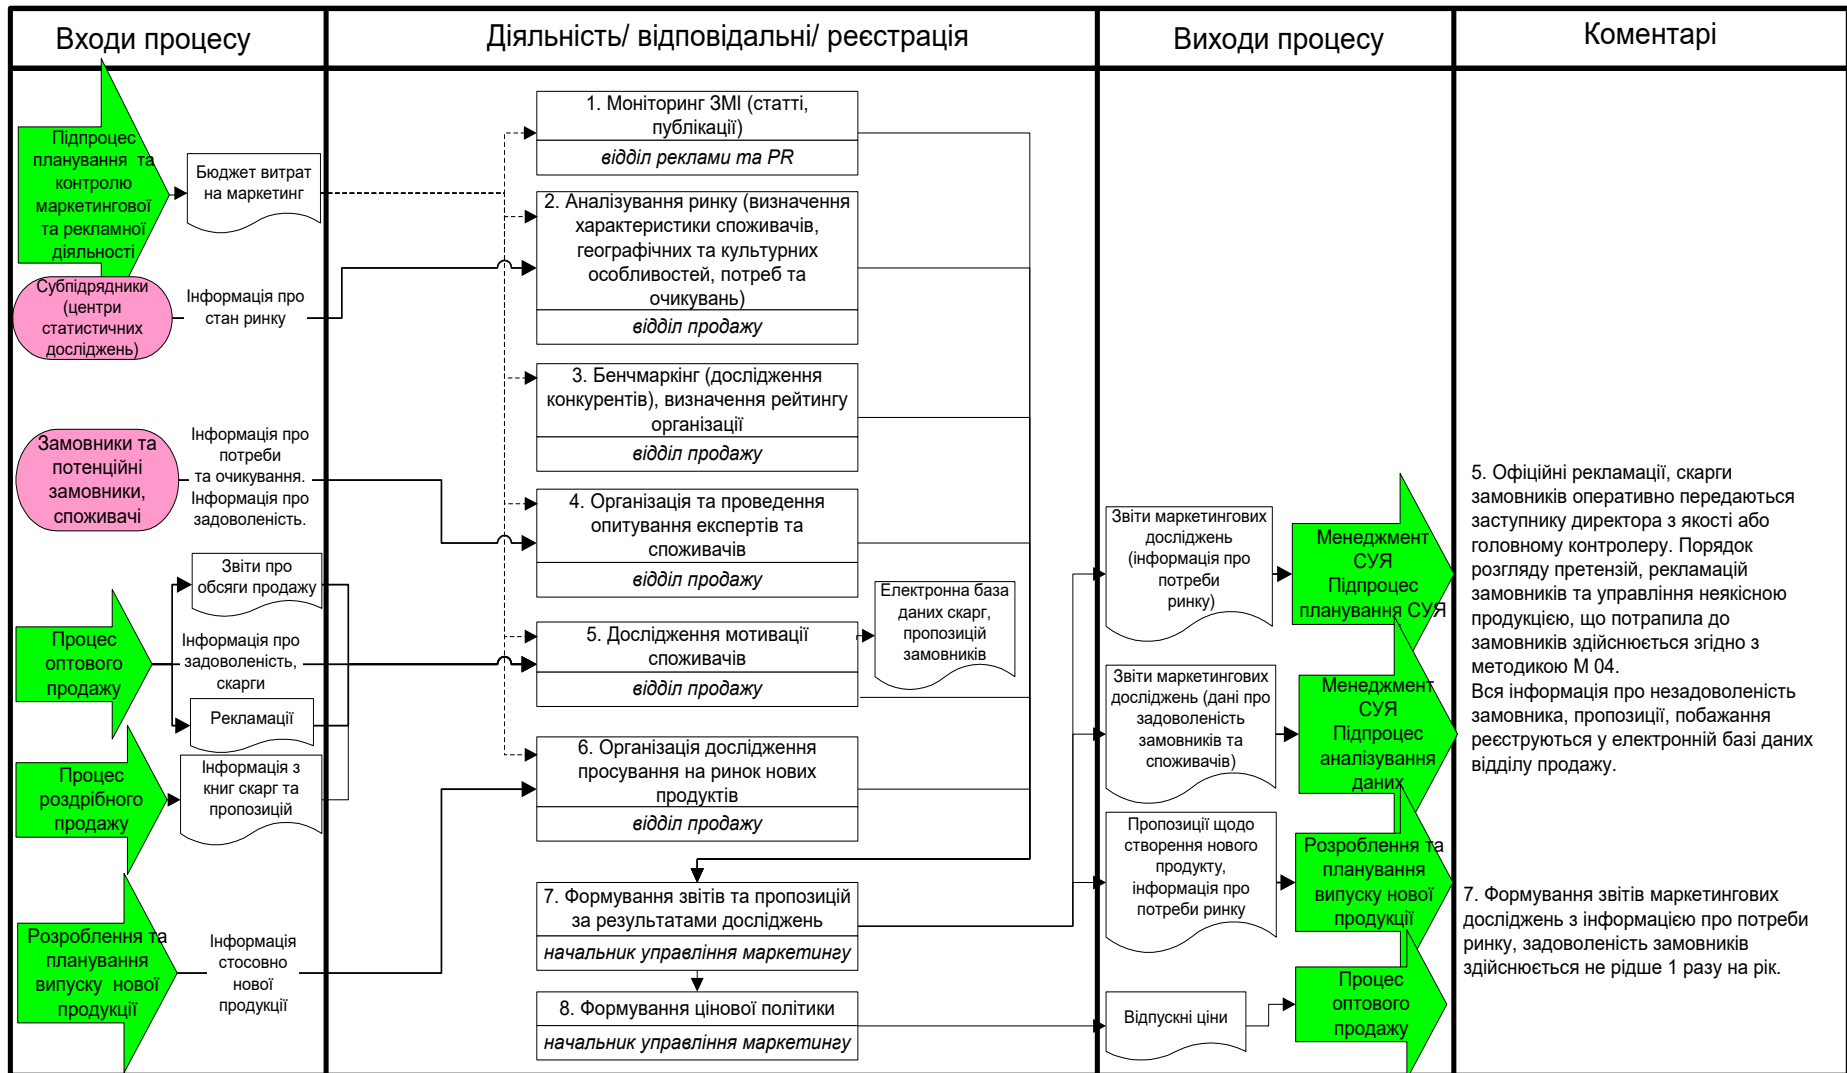 Входи процесу
Діяльність/ відповідальні/ реєстрація
Виходи процесу
Коментарі
Підпроцес
планування та
контролю
маркетингової
та рекламної
діяльності
Бюджет витрат
на маркетинг
Субпідрядники
(центри
статистичних
досліджень)
Інформація про
стан ринку
Замовники та
потенційні
замовники,
споживачі
Інформація про
потреби
та очикування.
Інформація про
задоволеність.
Звіти про
обсяги продажу
Процес
оптового
продажу
Інформація про
задоволеність,
скарги
Рекламації
Процес
роздрібного
продажу
Інформація з
книг скарг та
пропозицій
Розроблення та
планування
випуску нової
продукції
Інформація
стосовно
нової
продукції
1. Моніторинг ЗМІ (статті,
публікації)
відділ реклами та PR
2. Аналізування ринку (визначення
характеристики споживачів,
географічних та культурних
особливостей, потреб та
очикувань)
відділ продажу
3. Бенчмаркінг (дослідження
конкурентів), визначення рейтингу
організації
відділ продажу
4. Організація та проведення
опитування експертів та
споживачів
відділ продажу
5. Дослідження мотивації
споживачів
відділ продажу
Електронна база
даних скарг,
пропозицій
замовників
6. Організація дослідження
просування на ринок нових
продуктів
відділ продажу
7. Формування звітів та пропозицій
за результатами досліджень
начальник управління маркетингу
8. Формування цінової політики
начальник управління маркетингу
Звіти маркетингових
досліджень
(інформація про
потреби
ринку)
Менеджмент
СУЯ
Підпроцес
планування СУЯ
Звіти маркетингових
досліджень (дані про
задоволеність
замовників та
споживачів)
Менеджмент
СУЯ
Підпроцес
аналізування
даних
Пропозиції щодо
створення нового
продукту,
інформація про
потреби ринку
Розроблення та
планування
випуску нової
продукції
Відпускні ціни
Процес
оптового
продажу
5. Офіційні рекламації, скарги
замовників оперативно передаються
заступнику директора з якості або
головному контролеру. Порядок
розгляду претензій, рекламацій
замовників та управління неякісною
продукцією, що потрапила до
замовників здійснюється згідно з
методикою М 04.
Вся інформація про незадоволеність
замовника, пропозиції, побажання
реєструються у електронній базі даних
відділу продажу.
7. Формування звітів маркетингових
досліджень з інформацією про потреби
ринку, задоволеність замовників
здійснюється не рідше 1 разу на рік.